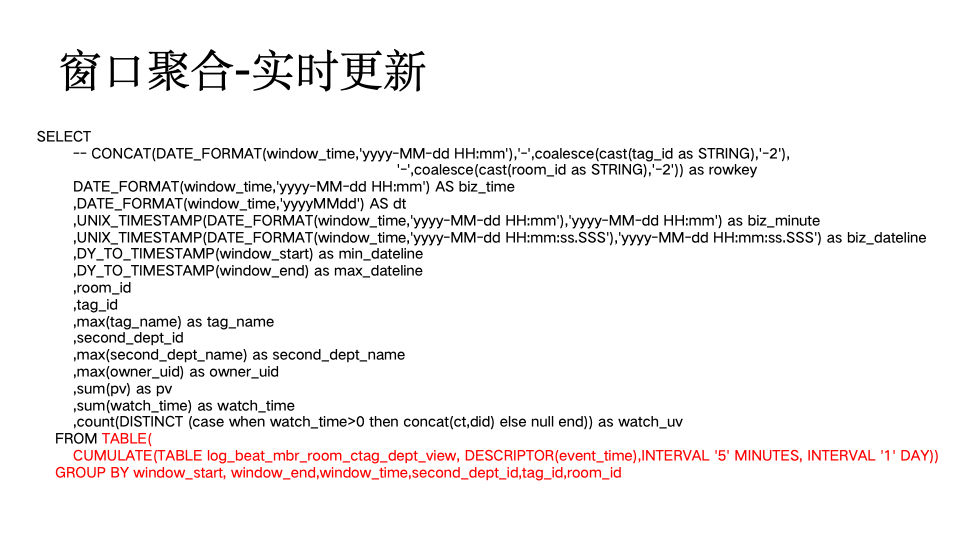 窗口聚合-实时更新
SELECT
-- CONCAT(DATE_FORMAT(window_time,'yyyy-MM-dd HH:mm'),'-',coalesce(cast(tag_id as STRING),'-2'),
'-',coalesce(cast(room_id as STRING),'-2')) as rowkey
DATE_FORMAT(window_time,'yyyy-MM-dd HH:mm') AS biz_time
,DATE_FORMAT(window_time,'yyyyMMdd') AS dt
,UNIX_TIMESTAMP(DATE_FORMAT(window_time,'yyyy-MM-dd HH:mm'),'yyyy-MM-dd HH:mm') as biz_minute
,UNIX_TIMESTAMP(DATE_FORMAT(window_time,'yyyy-MM-dd HH:mm:ss.SSS'),'yyyy-MM-dd HH:mm:ss.SSS') as biz_dateline
,DY_TO_TIMESTAMP(window_start) as min_dateline
,DY_TO_TIMESTAMP(window_end) as max_dateline
,room_id
,tag_id
,max(tag_name) as tag_name
,second_dept_id
,max(second_dept_name) as second_dept_name
,max(owner_uid) as owner_uid
,sum(pv) as pv
,sum(watch_time) as watch_time
,count(DISTINCT (case when watch_time>0 then concat(ct,did) else null end)) as watch_uv
FROM TABLE(
CUMULATE(TABLE log_beat_mbr_room_ctag_dept_view, DESCRIPTOR(event_time),INTERVAL '5' MINUTES, INTERVAL '1' DAY))
GROUP BY window_start, window_end,window_time,second_dept_id,tag_id,room_id